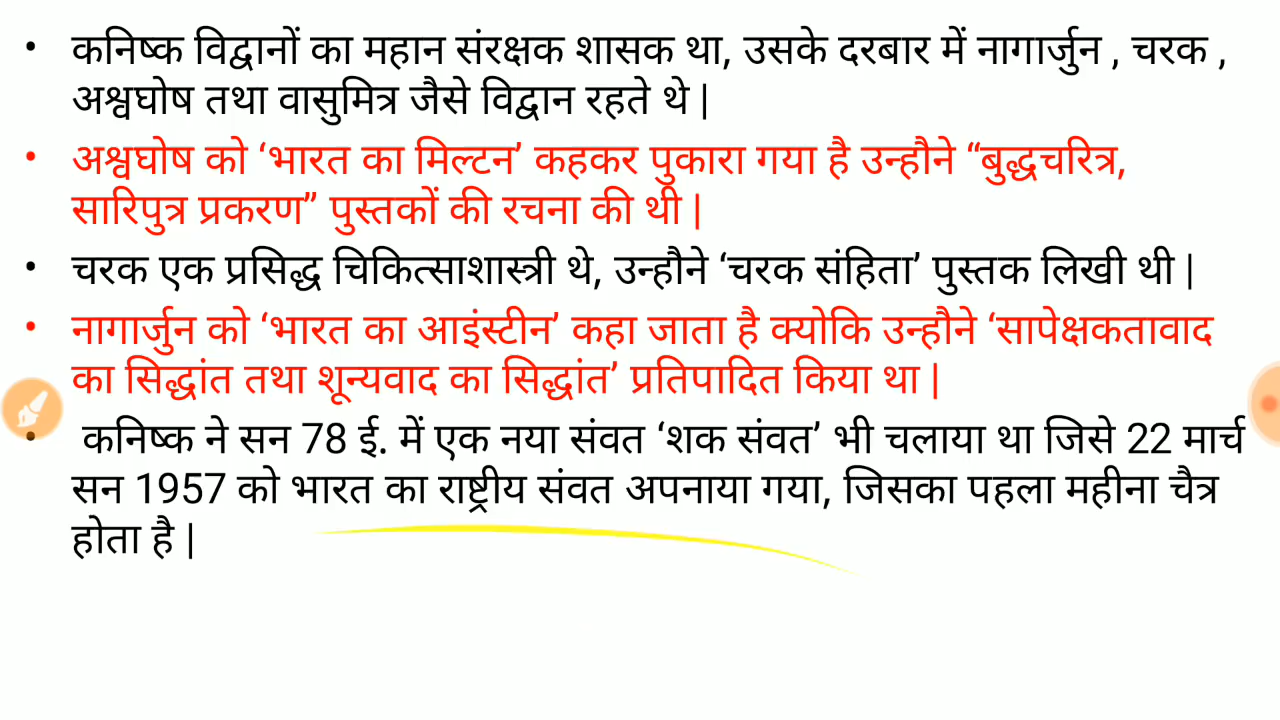 • कनिष्क विद्वानों का महान संरक्षक शासक था, उसके दरबार में नागार्जुन , चरक ,
अश्वघोष तथा वासुमित्र जैसे विद्वान रहते थे |
• अश्वघोष को ‘भारत का मिल्टन’ कहकर पुकारा गया है उन्हौने “बुद्धचरित्र,
सारिपुत्र प्रकरण” पुस्तकों की रचना की थी |
• चरक एक प्रसिद्ध चिकित्साशास्त्री थे, उन्हौने ‘चरक संहिता’ पुस्तक लिखी थी |
• नागार्जुन को ‘भारत का आइंस्टीन’ कहा जाता है क्योकि उन्हौने ‘सापेक्षकतावाद
का सिद्धांत तथा शून्यवाद का सिद्धांत’ प्रतिपादित किया था |
• कनिष्क ने सन 78 ई. में एक नया संवत ‘शक संवत’ भी चलाया था जिसे 22 मार्च
सन 1957 को भारत का राष्ट्रीय संवत अपनाया गया, जिसका पहला महीना चैत्र
होता है |